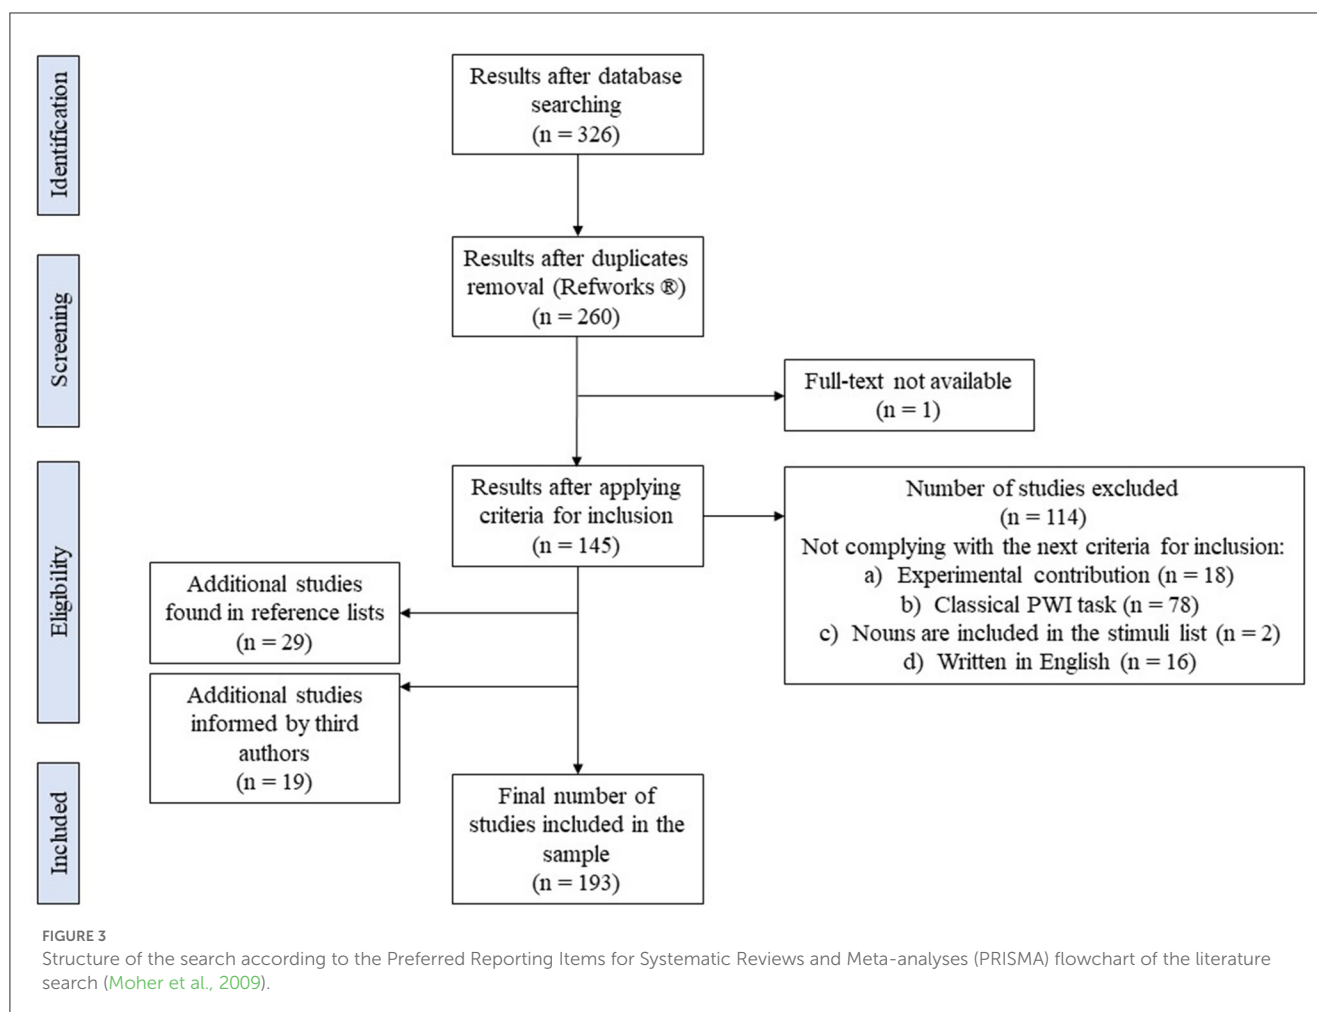 Identification
Results after database
searching
(n = 326)
Screening
Results after duplicates
removal (Refworks ®)
(n = 260)
Full-text not available
(n = 1)
Eligibility
Results after applying
criteria for inclusion
(n = 145)
Number of studies excluded
(n = 114)
Not complying with the next criteria for inclusion:
a) Experimental contribution (n = 18)
b) Classical PWI task (n = 78)
c) Nouns are included in the stimuli list (n = 2)
d) Written in English (n = 16)
Additional studies
found in reference lists
(n = 29)
Additional studies
informed by third
authors
(n = 19)
Included
Final number of
studies included in the
sample
(n = 193)
FIGURE 3
Structure of the search according to the Preferred Reporting Items for Systematic Reviews and Meta-analyses (PRISMA) flowchart of the literature
search (Moher et al., 2009).